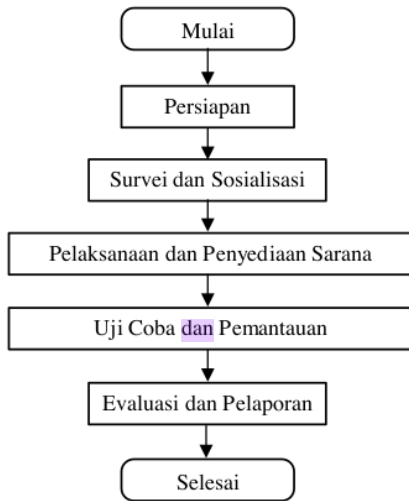 Mulai
Persiapan
Survei dan Sosialisasi
Pelaksanaan dan Penyediaan Sarana
Uji Coba dan Pemantauan
Evaluasi dan Pelaporan
Selesai